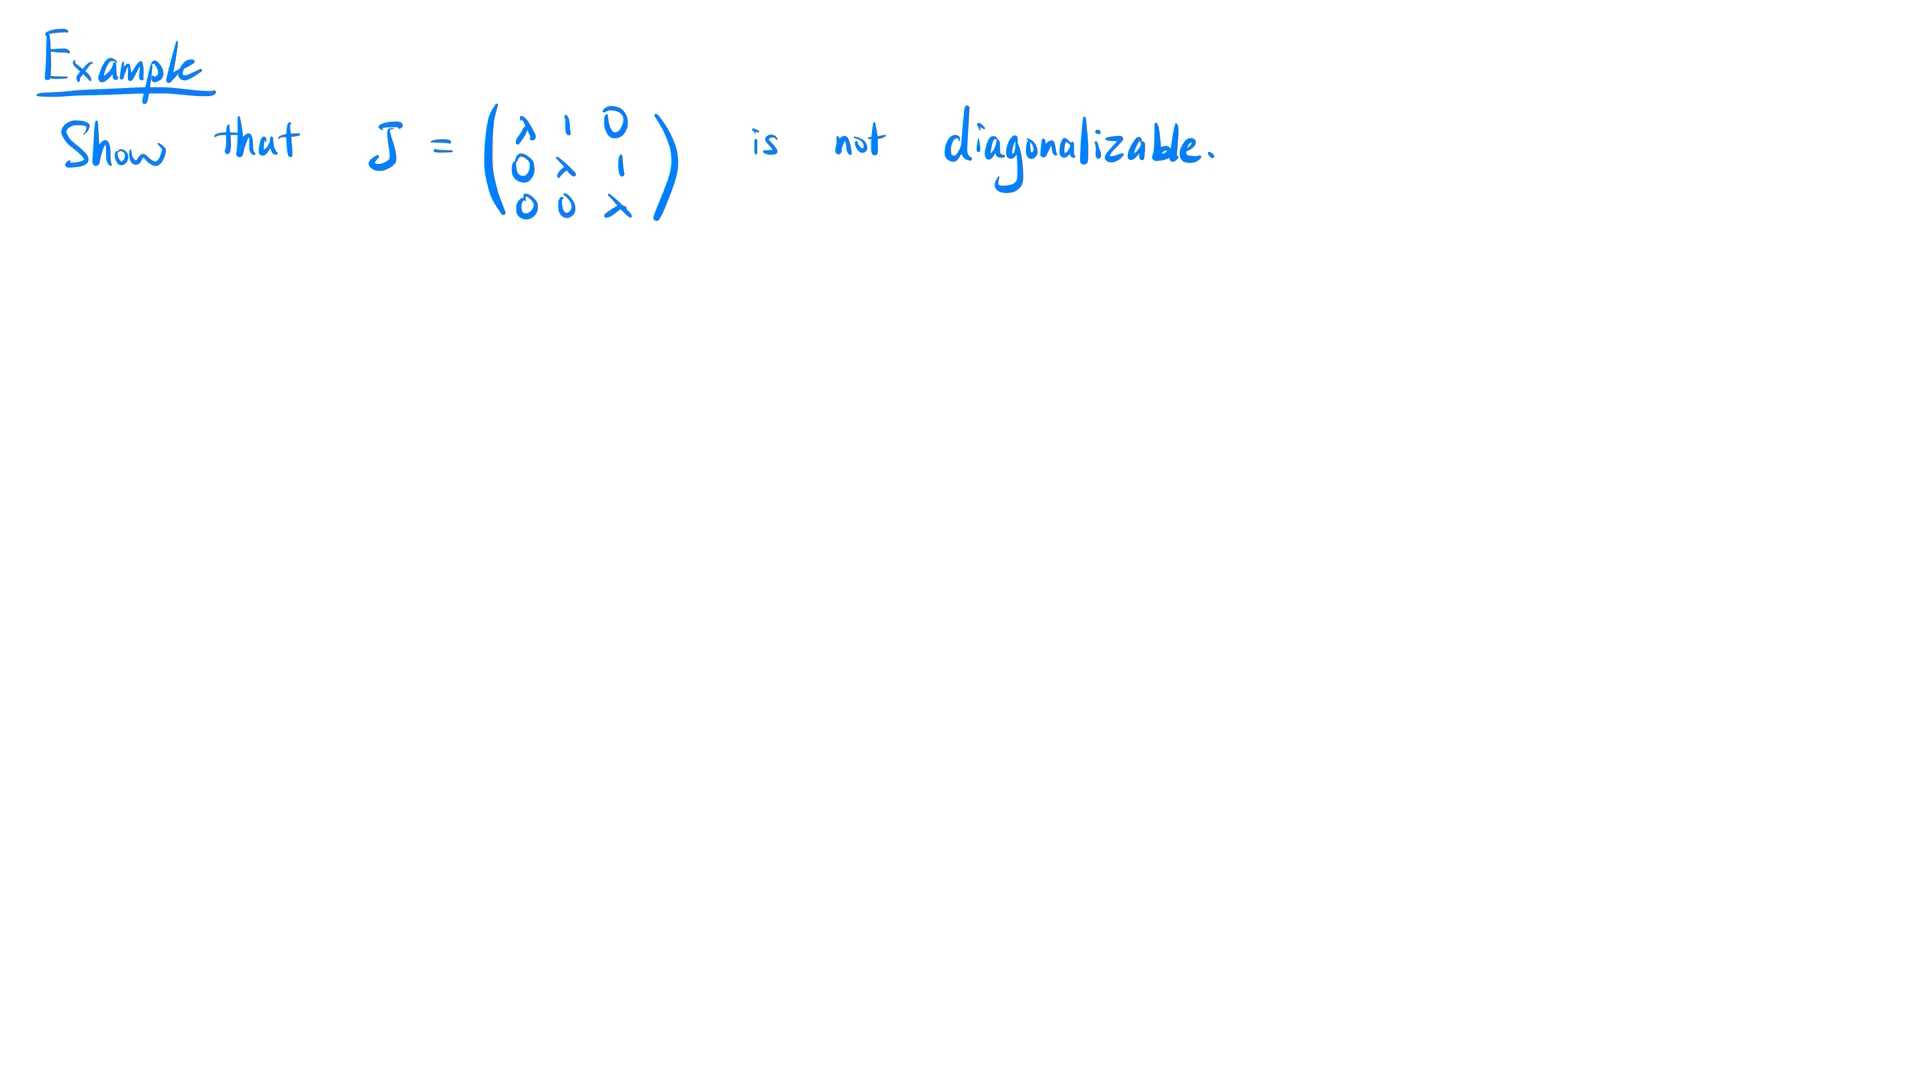 Example
Show that J = (λ 1 0
0 λ 1
0 0 λ) is not diagonalizable.